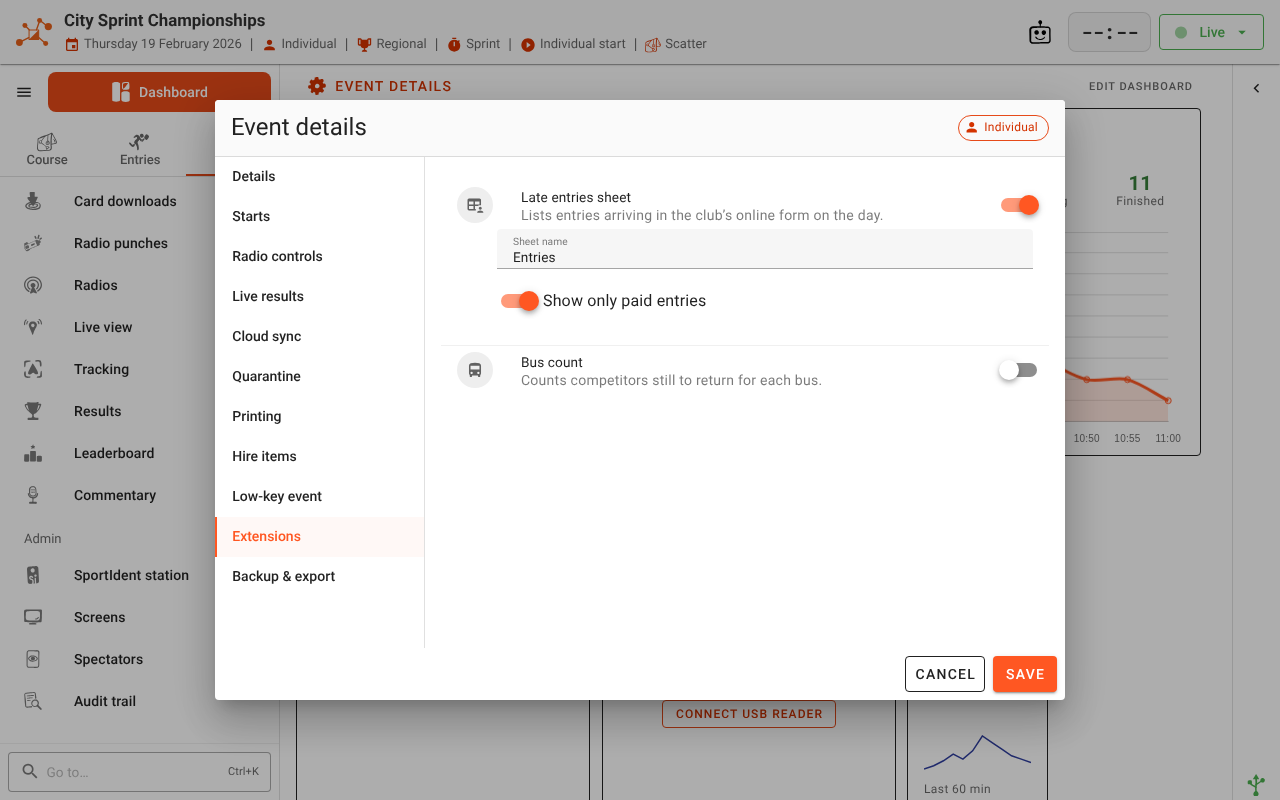 City Sprint Championships
Thursday 19 February 2026 | Individual | Regional | Sprint | Individual start | Scatter
--:--
Live
Dashboard
EVENT DETAILS
EDIT DASHBOARD
Course
Entries
Card downloads
Radio punches
Radios
Live view
Tracking
Results
Leaderboard
Commentary
Admin
SportIdent station
Screens
Spectators
Audit trail
Go to...
Ctrl+K
Event details
Individual
Details
Starts
Radio controls
Live results
Cloud sync
Quarantine
Printing
Hire items
Low-key event
Extensions
Backup & export
Late entries sheet
Lists entries arriving in the club's online form on the day.
Sheet name
Entries
Show only paid entries
Bus count
Counts competitors still to return for each bus.
CANCEL
SAVE
11
Finished
10:50 10:55 11:00
CONNECT USB READER
Last 60 min